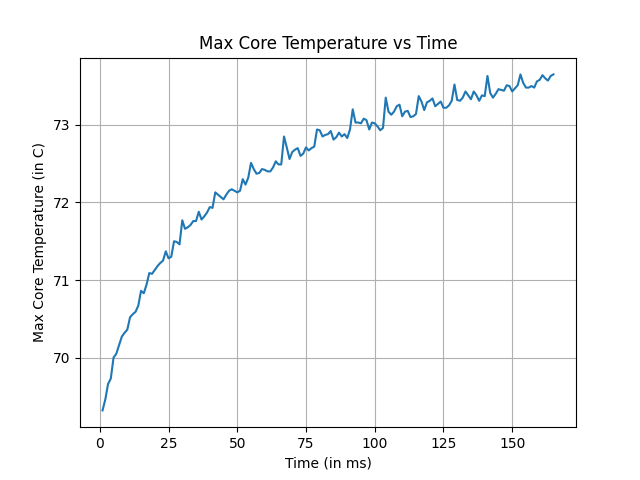 Max Core Temperature vs Time
Max Core Temperature (in C)
73
72
71
70
0 25 50 75 100 125 150
Time (in ms)